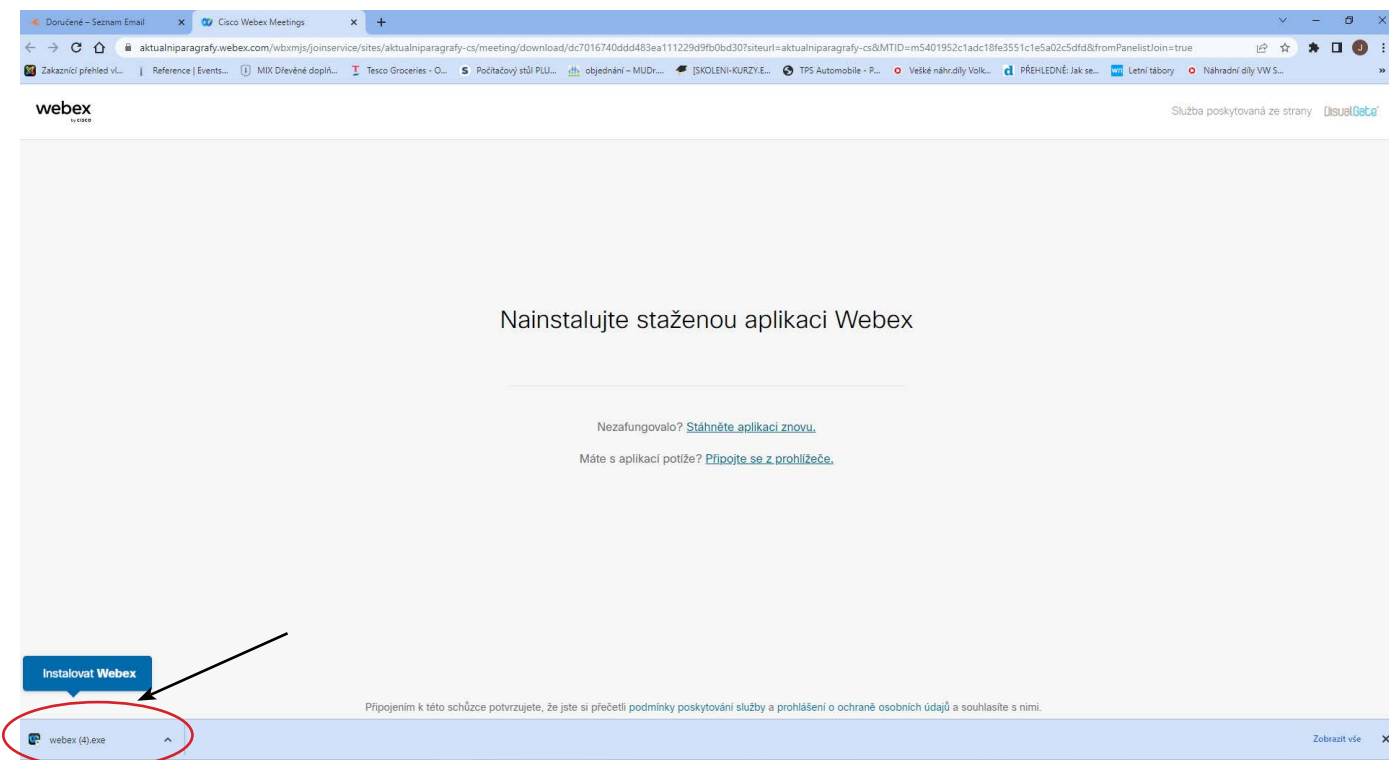 Doručené – Seznam Email
Cisco Webex Meetings
aktualniparagrafy.webex.com/wbxmjs/joinservice/sites/aktualniparagrafy-cs/meeting/download/dc7016740ddd483ea111229d9fb0bd30?siteurl=aktualniparagrafy-cs&MTID=m5401952c1adc18fe3551c1e5a02c5dfd&fromPanelistJoin=true
Zakaznící přehled vl... Reference | Events... MIX Dřevěné doplň... Tesco Groceries - O... Počítačový stůl PLU... objednání – MUDr.... [SKOLENI-KURZY.E... TPS Automobile - P... Vešké náhr.díly Volk... PŘEHLEDNĚ: Jak se... Letní tábory Náhradní díly VW S...
webex
by CISCO
Služba poskytovaná ze strany VisualGate
Nainstalujte staženou aplikaci Webex
Nezafungovalo? Stáhněte aplikaci znovu.
Máte s aplikací potíže? Připojte se z prohlížeče.
Instalovat Webex
Připojením k této schůzce potvrzujete, že jste si přečetli podmínky poskytování služby a prohlášení o ochraně osobních údajů a souhlasíte s nimi.
webex (4).exe
Zobrazit vše